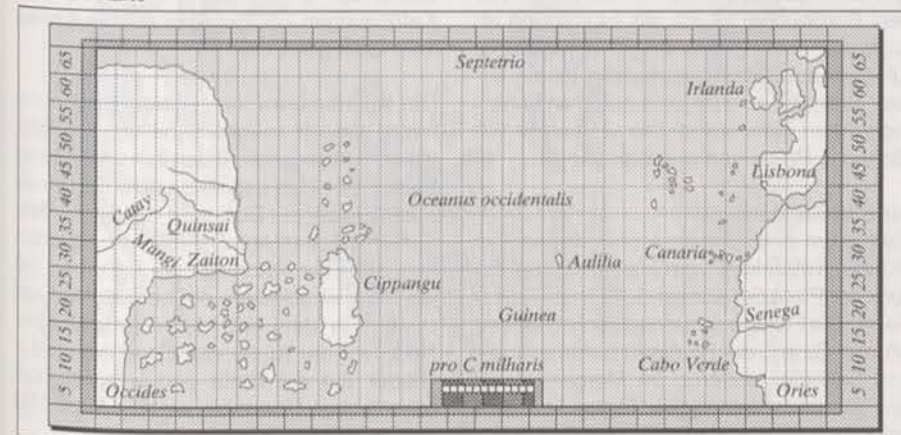 Septetrio
Irlanda
Lisbona
Oceanus occidentalis
Catay
Quinsai
Mangi
Zaiton
Cippangu
Aulilia
Canaria
Guinea
Senega
pro C milharis
Cabo Verde
Occides
Ories
65
60
55
50
45
40
35
30
25
20
15
10
5
65
60
55
50
45
40
35
30
25
20
15
10
5